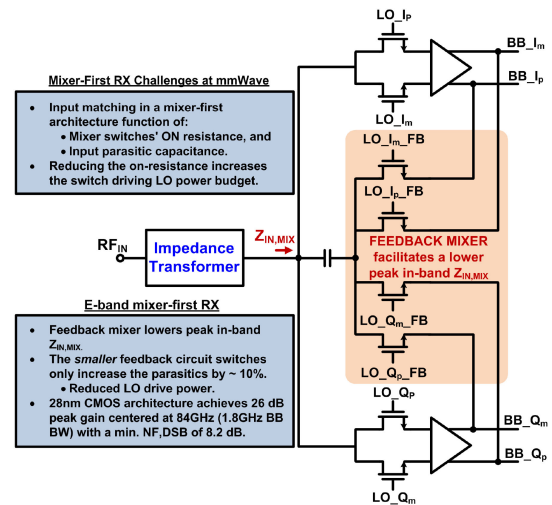 LO_Ip
BB_Im
BB_Ip
LO_Im
Mixer-First RX Challenges at mmWave
• Input matching in a mixer-first
architecture function of:
• Mixer switches' ON resistance, and
• Input parasitic capacitance.
• Reducing the on-resistance increases
the switch driving LO power budget.
LO_Im_FB
LO_Ip_FB
RFIN
Impedance
Transformer
ZIN,MIX
FEEDBACK MIXER
facilitates a lower
peak in-band ZIN,MIX
LO_Qm_FB
LO_Qp_FB
E-band mixer-first RX
• Feedback mixer lowers peak in-band
ZIN,MIX.
• The smaller feedback circuit switches
only increase the parasitics by ~ 10%.
• Reduced LO drive power.
• 28nm CMOS architecture achieves 26 dB
peak gain centered at 84GHz (1.8GHz BB
BW) with a min. NF,DSB of 8.2 dB.
LO_QP
BB_Qm
BB_Qp
LO_Qm